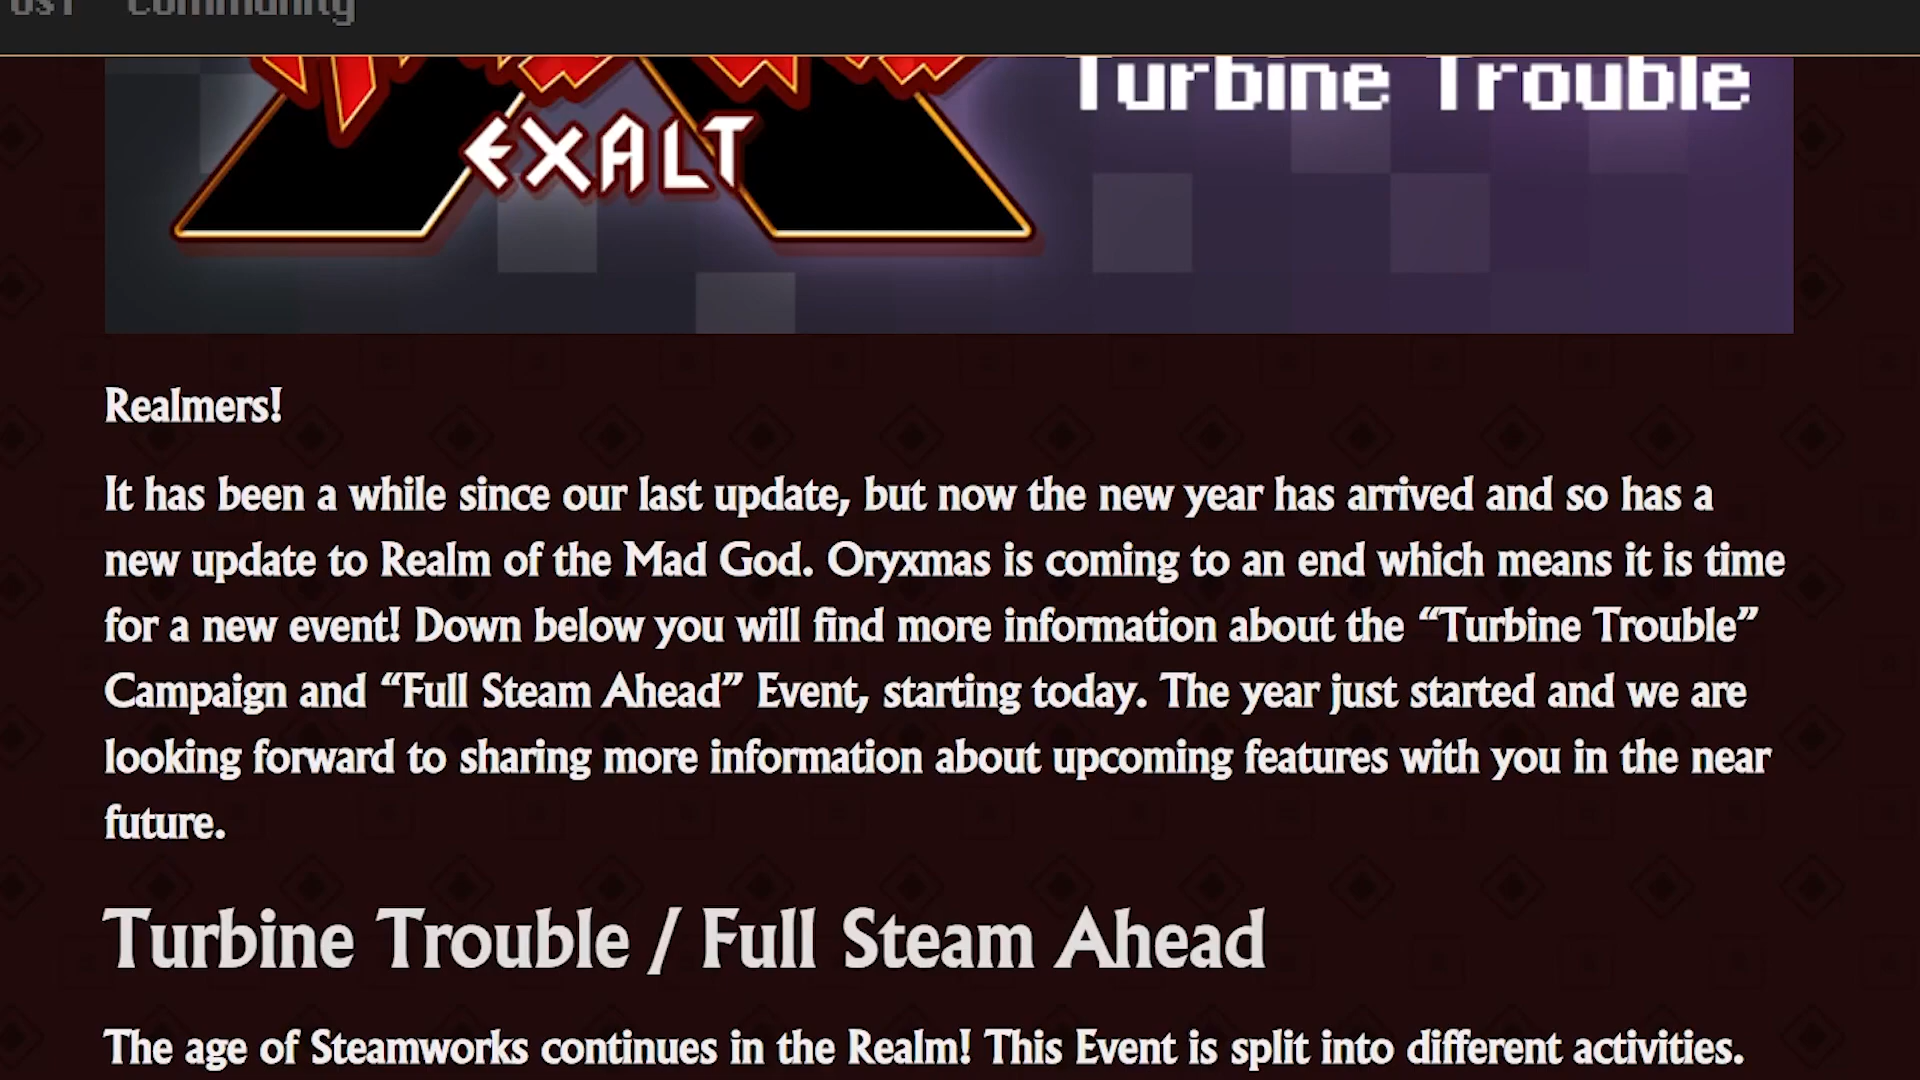 Community
Turbine Trouble
EXALT
Realmers!
It has been a while since our last update, but now the new year has arrived and so has a
new update to Realm of the Mad God. Oryxmas is coming to an end which means it is time
for a new event! Down below you will find more information about the “Turbine Trouble”
Campaign and “Full Steam Ahead” Event, starting today. The year just started and we are
looking forward to sharing more information about upcoming features with you in the near
future.
Turbine Trouble / Full Steam Ahead
The age of Steamworks continues in the Realm! This Event is split into different activities.